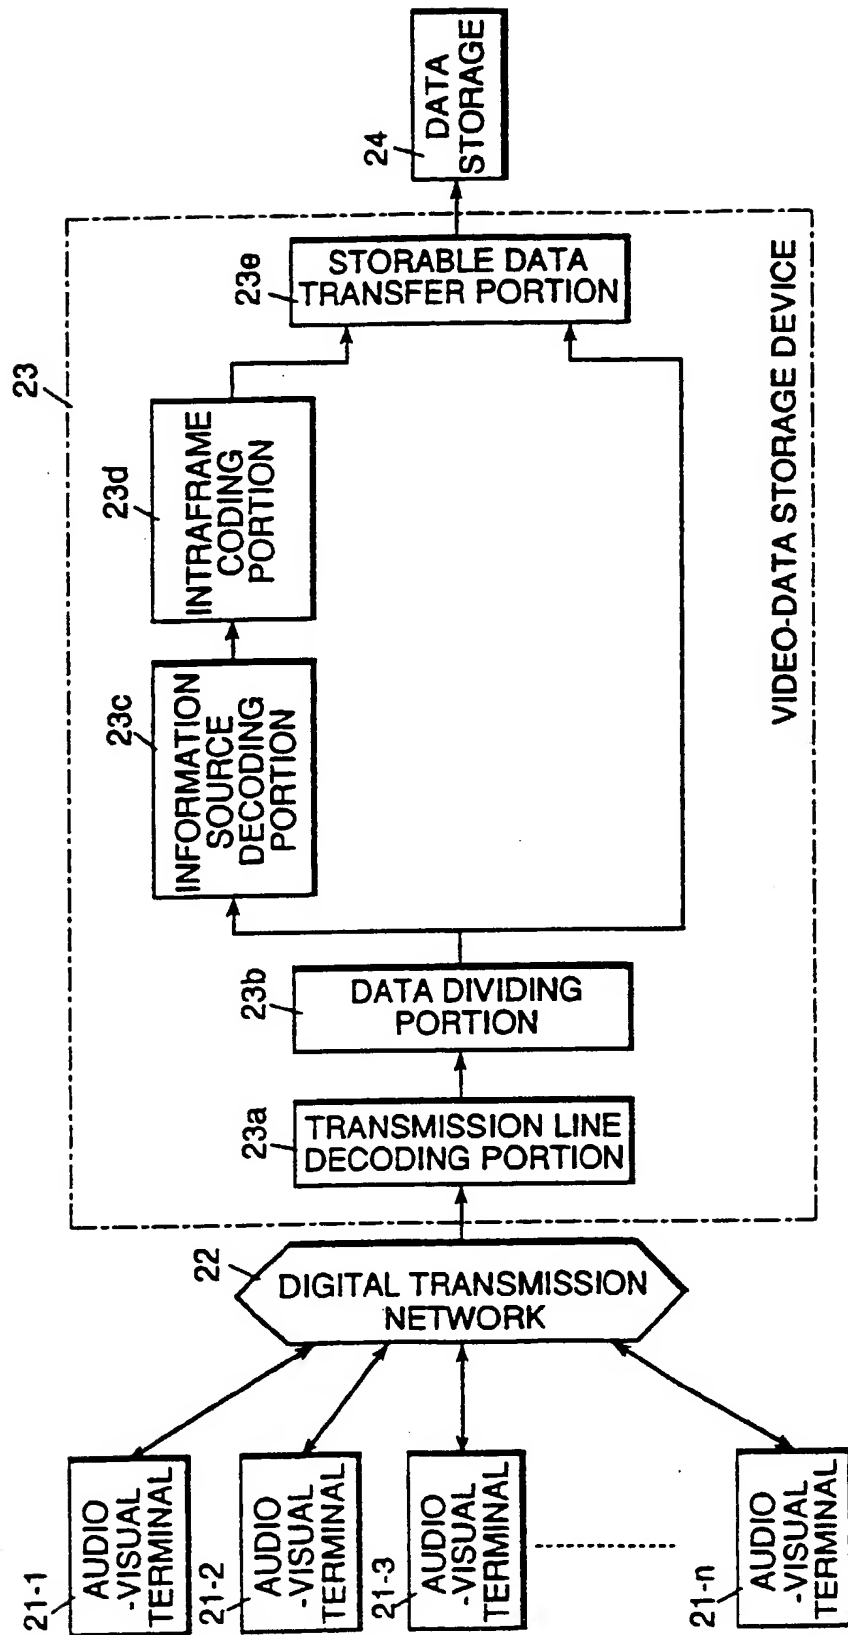 21-1
AUDIO
-VISUAL
TERMINAL
21-2
AUDIO
-VISUAL
TERMINAL
21-3
AUDIO
-VISUAL
TERMINAL
21-n
AUDIO
-VISUAL
TERMINAL
22
DIGITAL TRANSMISSION
NETWORK
23
23a
TRANSMISSION LINE
DECODING PORTION
23b
DATA DIVIDING
PORTION
23c
INFORMATION
SOURCE
DECODING
PORTION
23d
INTRAFRAME
CODING
PORTION
23e
STORABLE DATA
TRANSFER PORTION
VIDEO-DATA STORAGE DEVICE
24
DATA
STORAGE